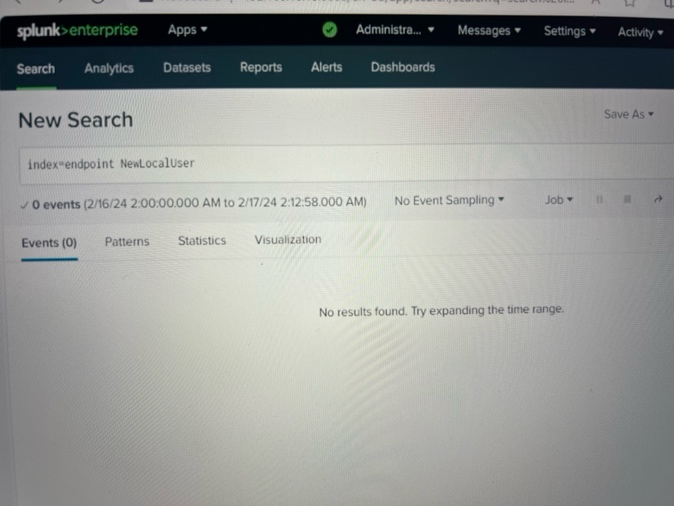 splunk>enterprise Apps Administra... Messages Settings Activity
Search Analytics Datasets Reports Alerts Dashboards
New Search
Save As
index=endpoint NewLocalUser
✓ 0 events (2/16/24 2:00:00.000 AM to 2/17/24 2:12:58.000 AM) No Event Sampling Job
Events (0) Patterns Statistics Visualization
No results found. Try expanding the time range.